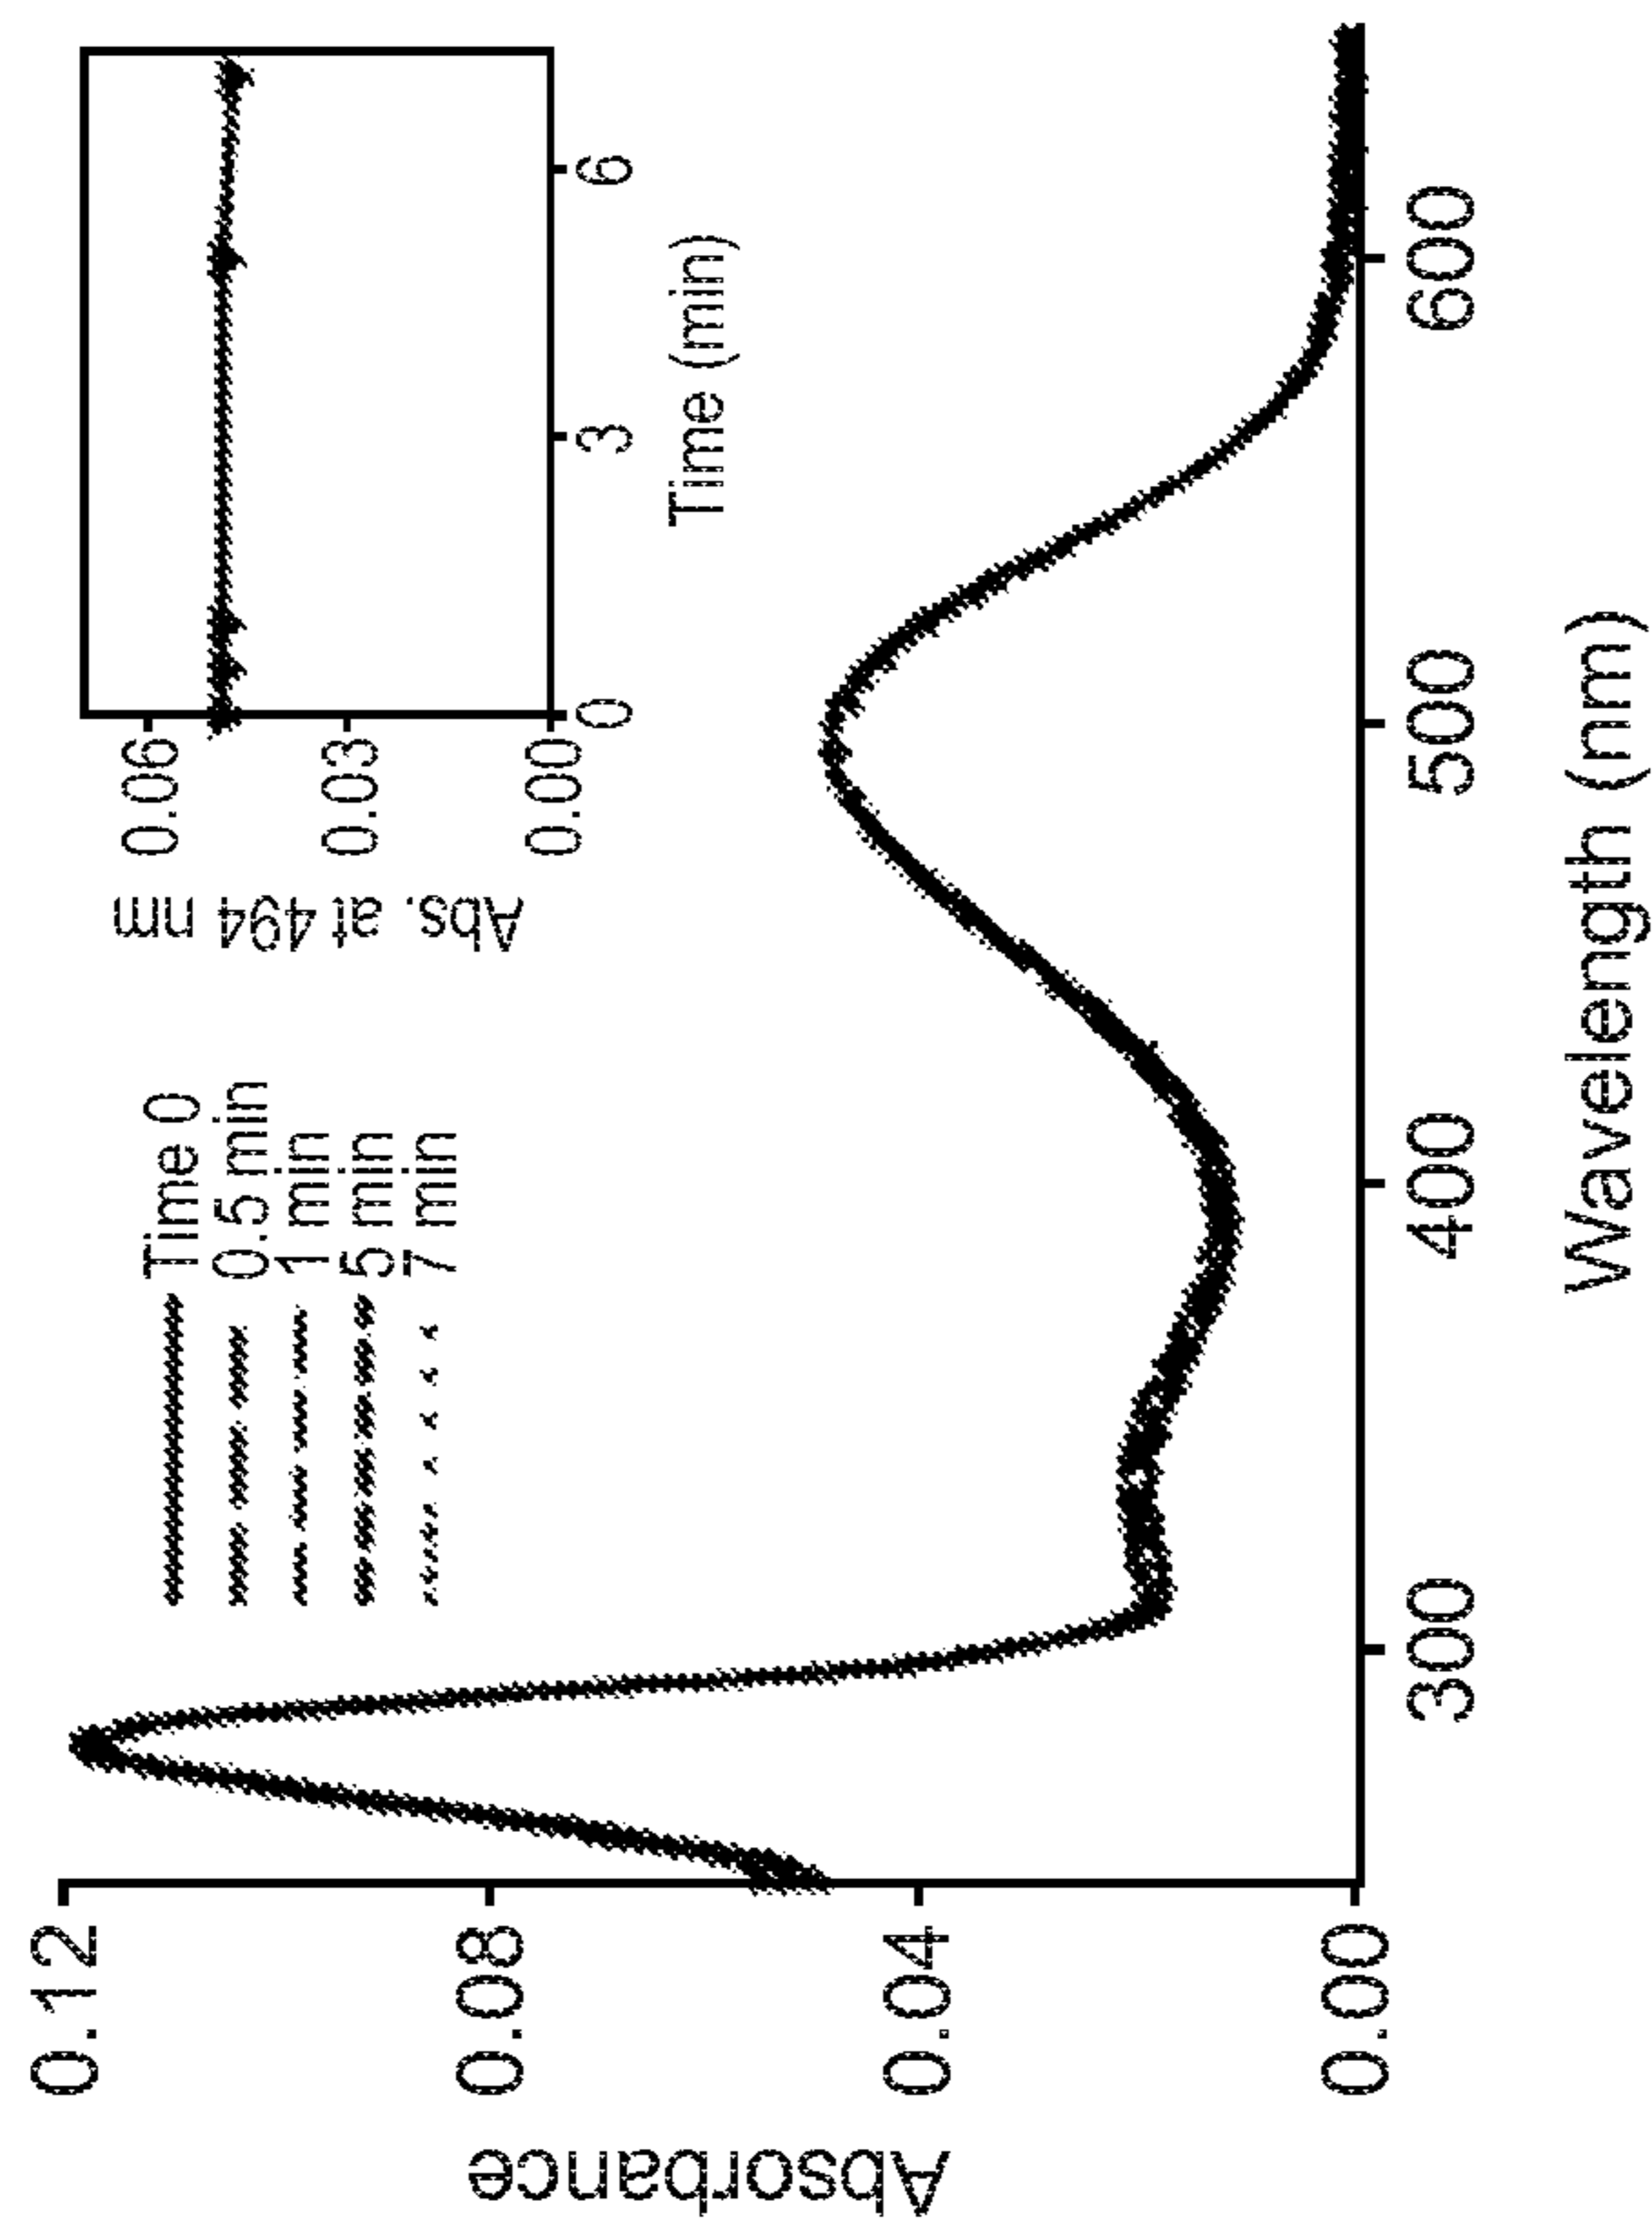 Absorbance
0.12
0.08
0.04
0.00
300
400
500
600
Wavelength (nm)
Time 0
0.5 min
1 min
5 min
7 min
Abs. at 494 nm
0.06
0.03
0.00
0
3
6
Time (min)